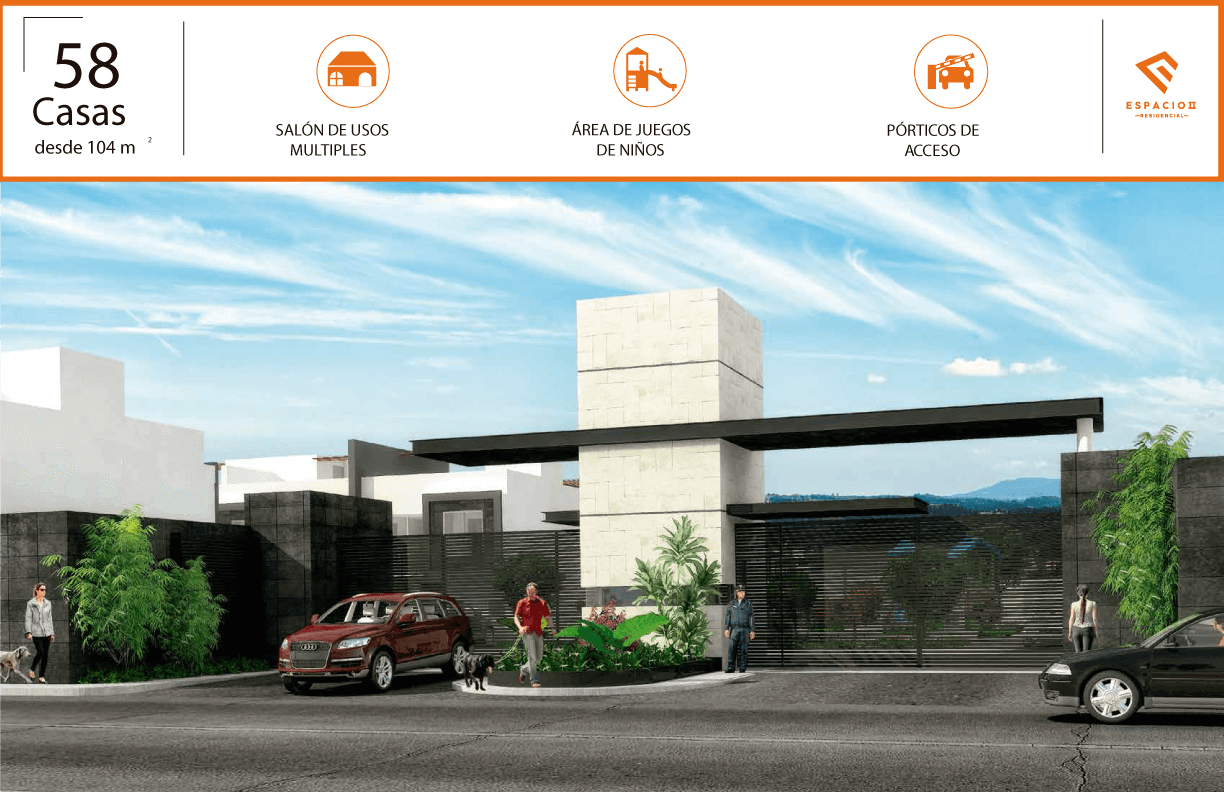 58
Casas
desde 104 m 2
SALÓN DE USOS
MULTIPLES
ÁREA DE JUEGOS
DE NIÑOS
PÓRTICOS DE
ACCESO
ESPACIO II
RESIDENCIAL